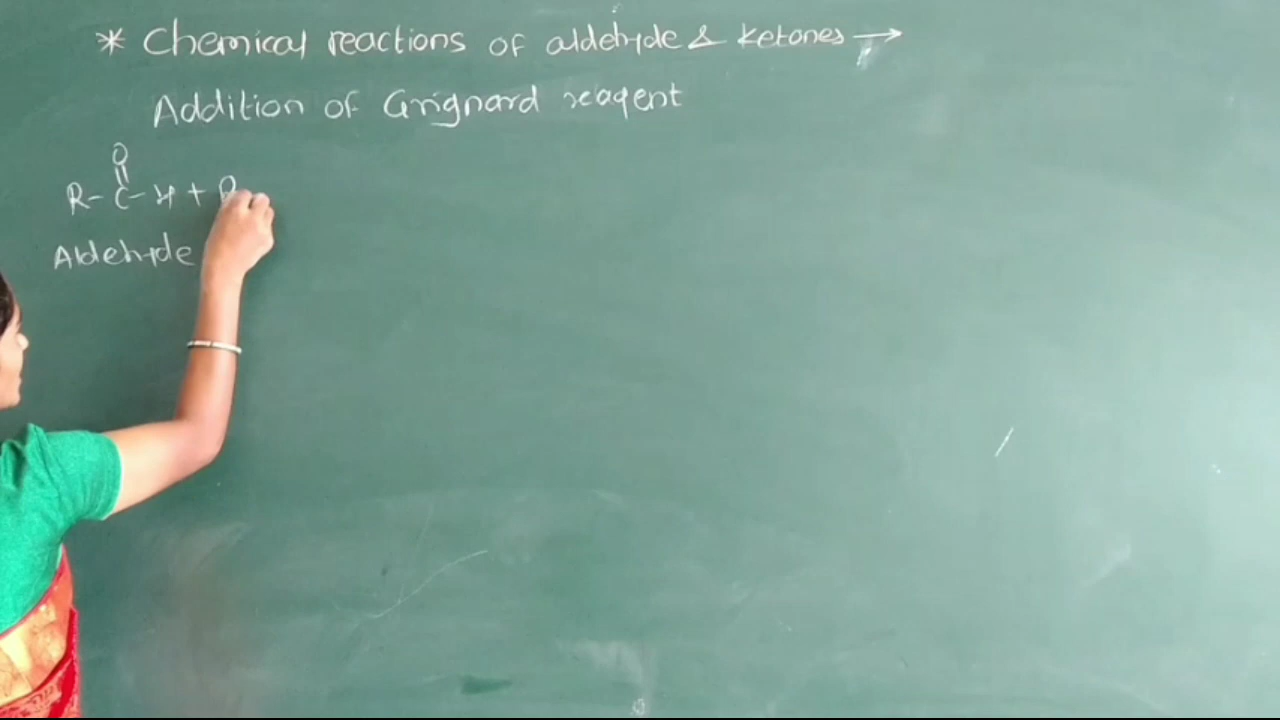 * Chemical reactions of aldehyde & ketones →
Addition of Grignard reagent
O
||
R - C - H + R
Aldehyde